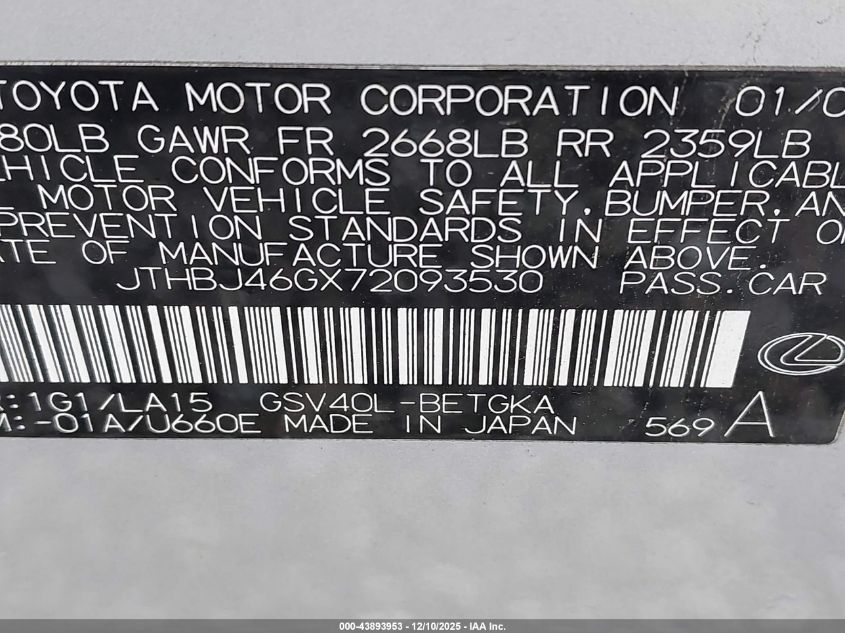 TOYOTA MOTOR CORPORATION 01/0
80LB GAWR FR 2668LB RR 2359LB
EHICLE CONFORMS TO ALL APPLICABL
L MOTOR VEHICLE SAFETY, BUMPER, AN
PREVENTION STANDARDS IN EFFECT O
ATE OF MANUFACTURE SHOWN ABOVE.
JTHBJ46GX72093530 PASS.CAR
R:1G1/LA15 GSV40L-BETGKA
M:-01A/U660E MADE IN JAPAN 569 A
000-43893953 - 12/10/2025 - IAA Inc.